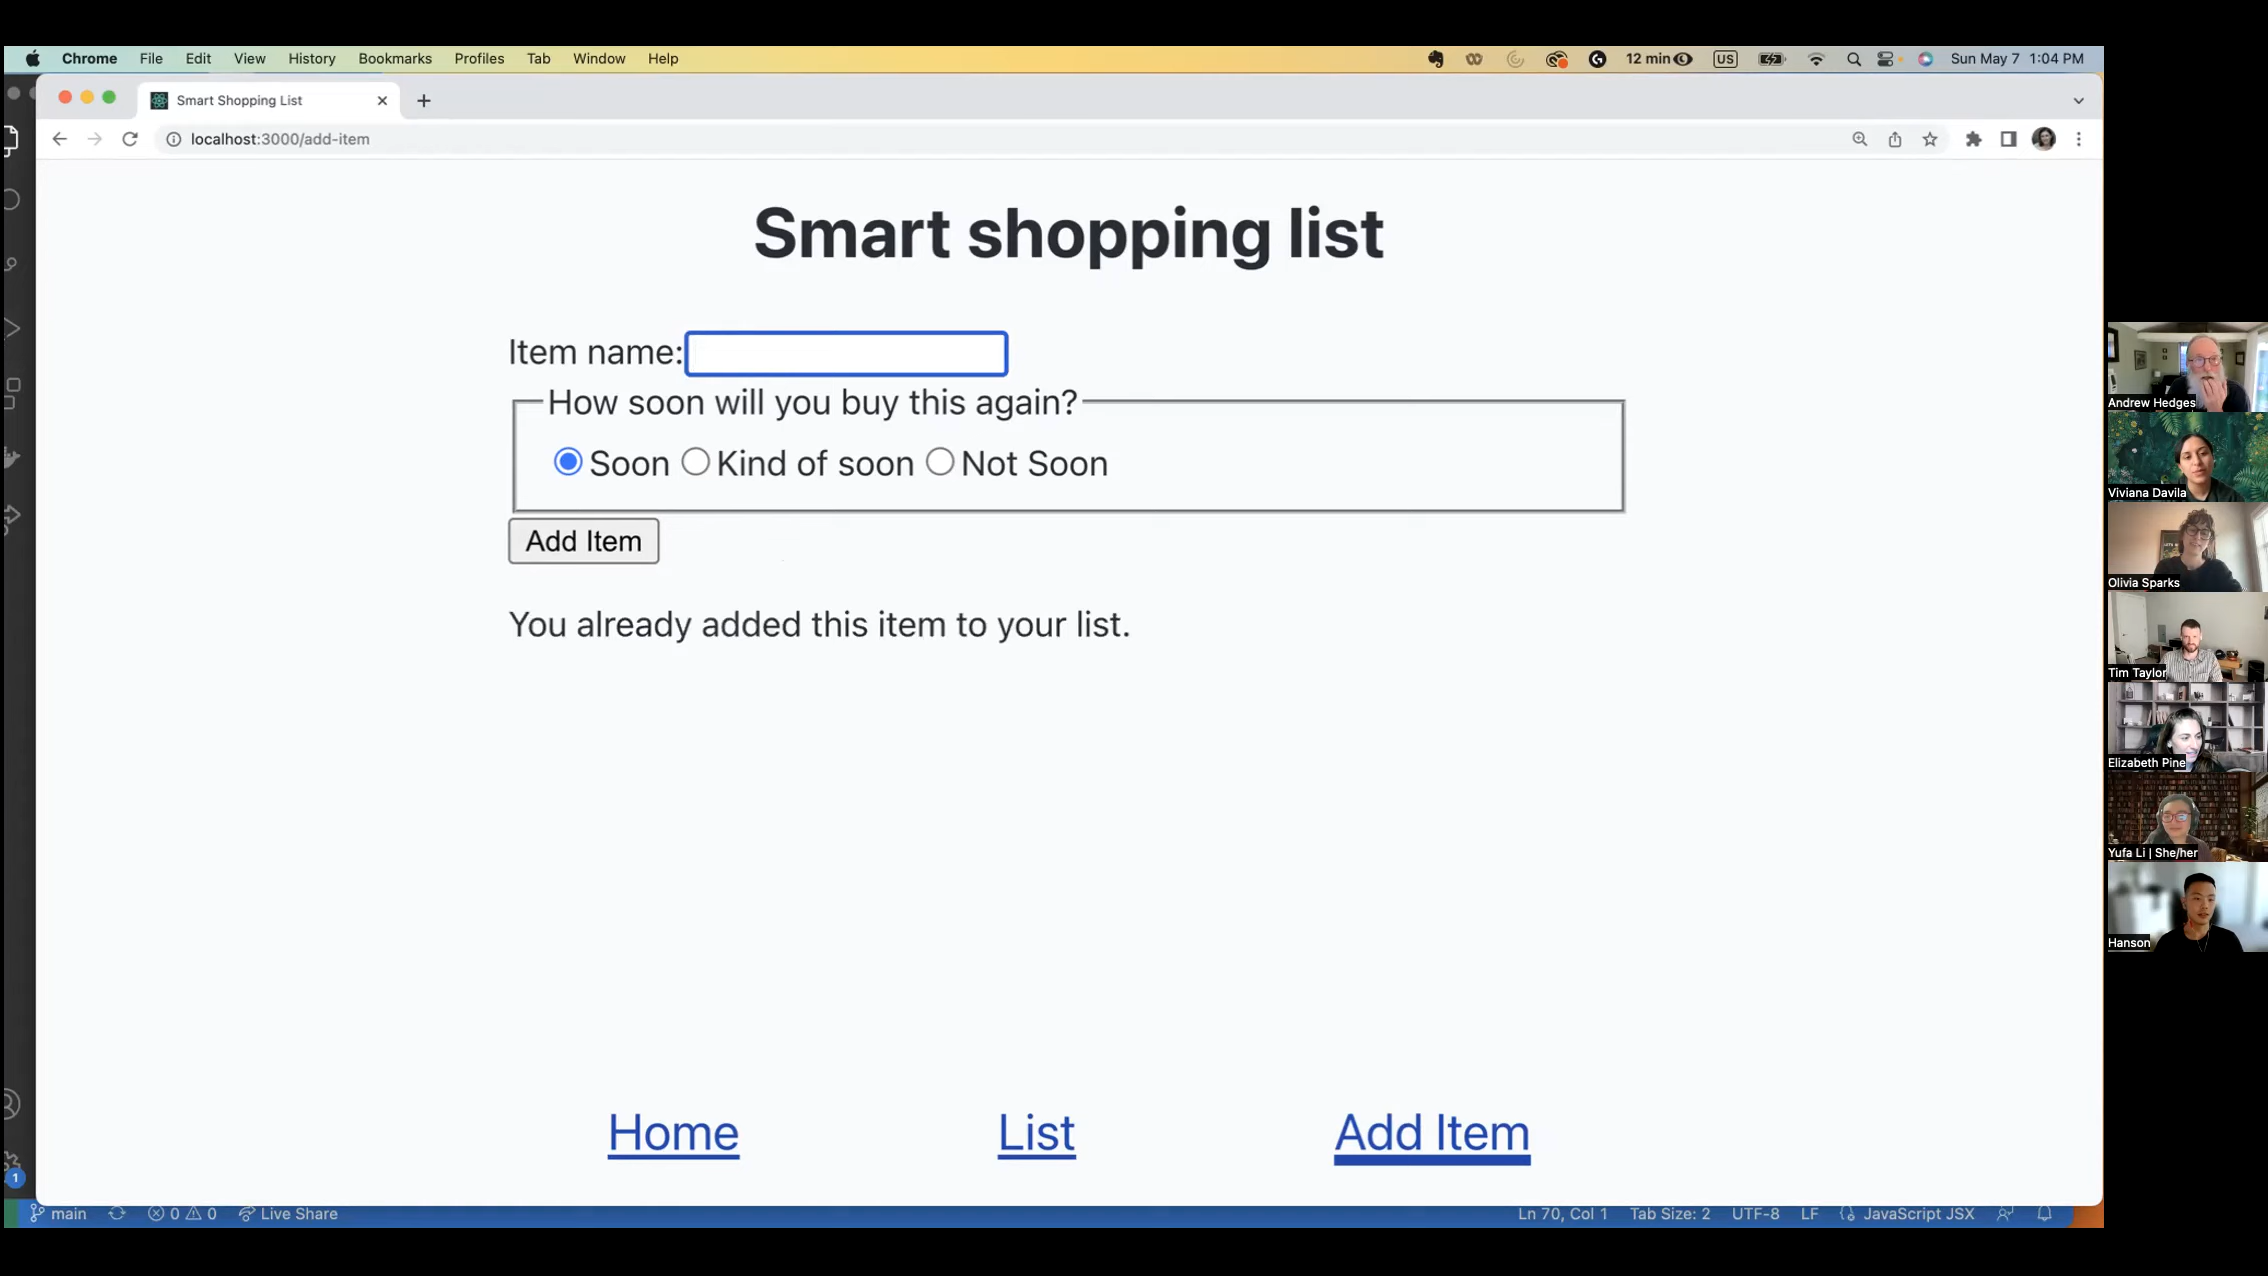 Chrome File Edit View History Bookmarks Profiles Tab Window Help 12 min US Sun May 7 1:04 PM
Smart Shopping List
localhost:3000/add-item
Smart shopping list
Item name:
How soon will you buy this again?
Soon Kind of soon Not Soon
Add Item
You already added this item to your list.
Home List Add Item
1
main 0 0 Live Share Ln 70, Col 1 Tab Size: 2 UTF-8 LF JavaScript JSX
Andrew Hedges
Viviana Davila
Olivia Sparks
Tim Taylor
Elizabeth Pine
Yufa Li | She/her
Hanson